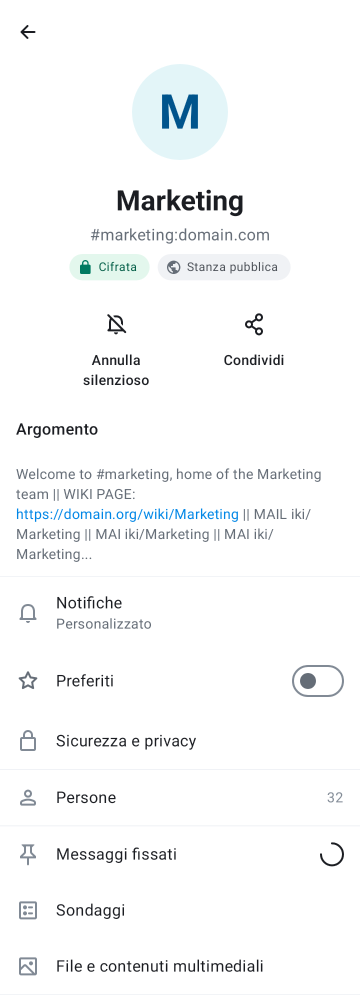 M
Marketing
#marketing:domain.com
Cifrata
Stanza pubblica
Annulla
silenzioso
Condividi
Argomento
Welcome to #marketing, home of the Marketing
team || WIKI PAGE:
https://domain.org/wiki/Marketing || MAIL iki/
Marketing || MAI iki/Marketing || MAI iki/
Marketing...
Notifiche
Personalizzato
Preferiti
Sicurezza e privacy
Persone
32
Messaggi fissati
Sondaggi
File e contenuti multimediali